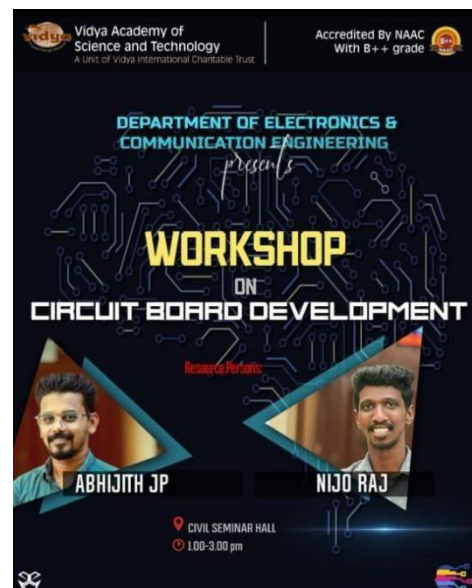 vidya
Vidya Academy of
Science and Technology
A Unit of Vidya International Charitable Trust
Accredited By NAAC
With B++ grade
B++
DEPARTMENT OF ELECTRONICS &
COMMUNICATION ENGINEERING
presents
WORKSHOP
ON
CIRCUIT BOARD DEVELOPMENT
Resource Persons:
ABHIJITH JP
NIJO RAJ
CIVIL SEMINAR HALL
1.00-3.00 pm